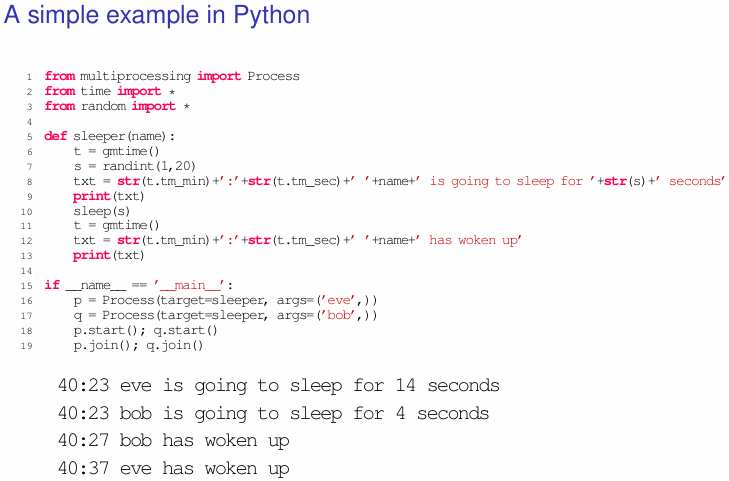 A simple example in Python
1 from multiprocessing import Process
2 from time import *
3 from random import *
4
5 def sleeper(name):
6     t = gmtime()
7     s = randint(1,20)
8     txt = str(t.tm_min)+’:’+str(t.tm_sec)+’ ’+name+’ is going to sleep for ’+str(s)+’ seconds’
9     print(txt)
10     sleep(s)
11     t = gmtime()
12     txt = str(t.tm_min)+’:’+str(t.tm_sec)+’ ’+name+’ has woken up’
13     print(txt)
14
15 if __name__ == ’__main__’:
16     p = Process(target=sleeper, args=(’eve’,))
17     q = Process(target=sleeper, args=(’bob’,))
18     p.start(); q.start()
19     p.join(); q.join()
40:23 eve is going to sleep for 14 seconds
40:23 bob is going to sleep for 4 seconds
40:27 bob has woken up
40:37 eve has woken up